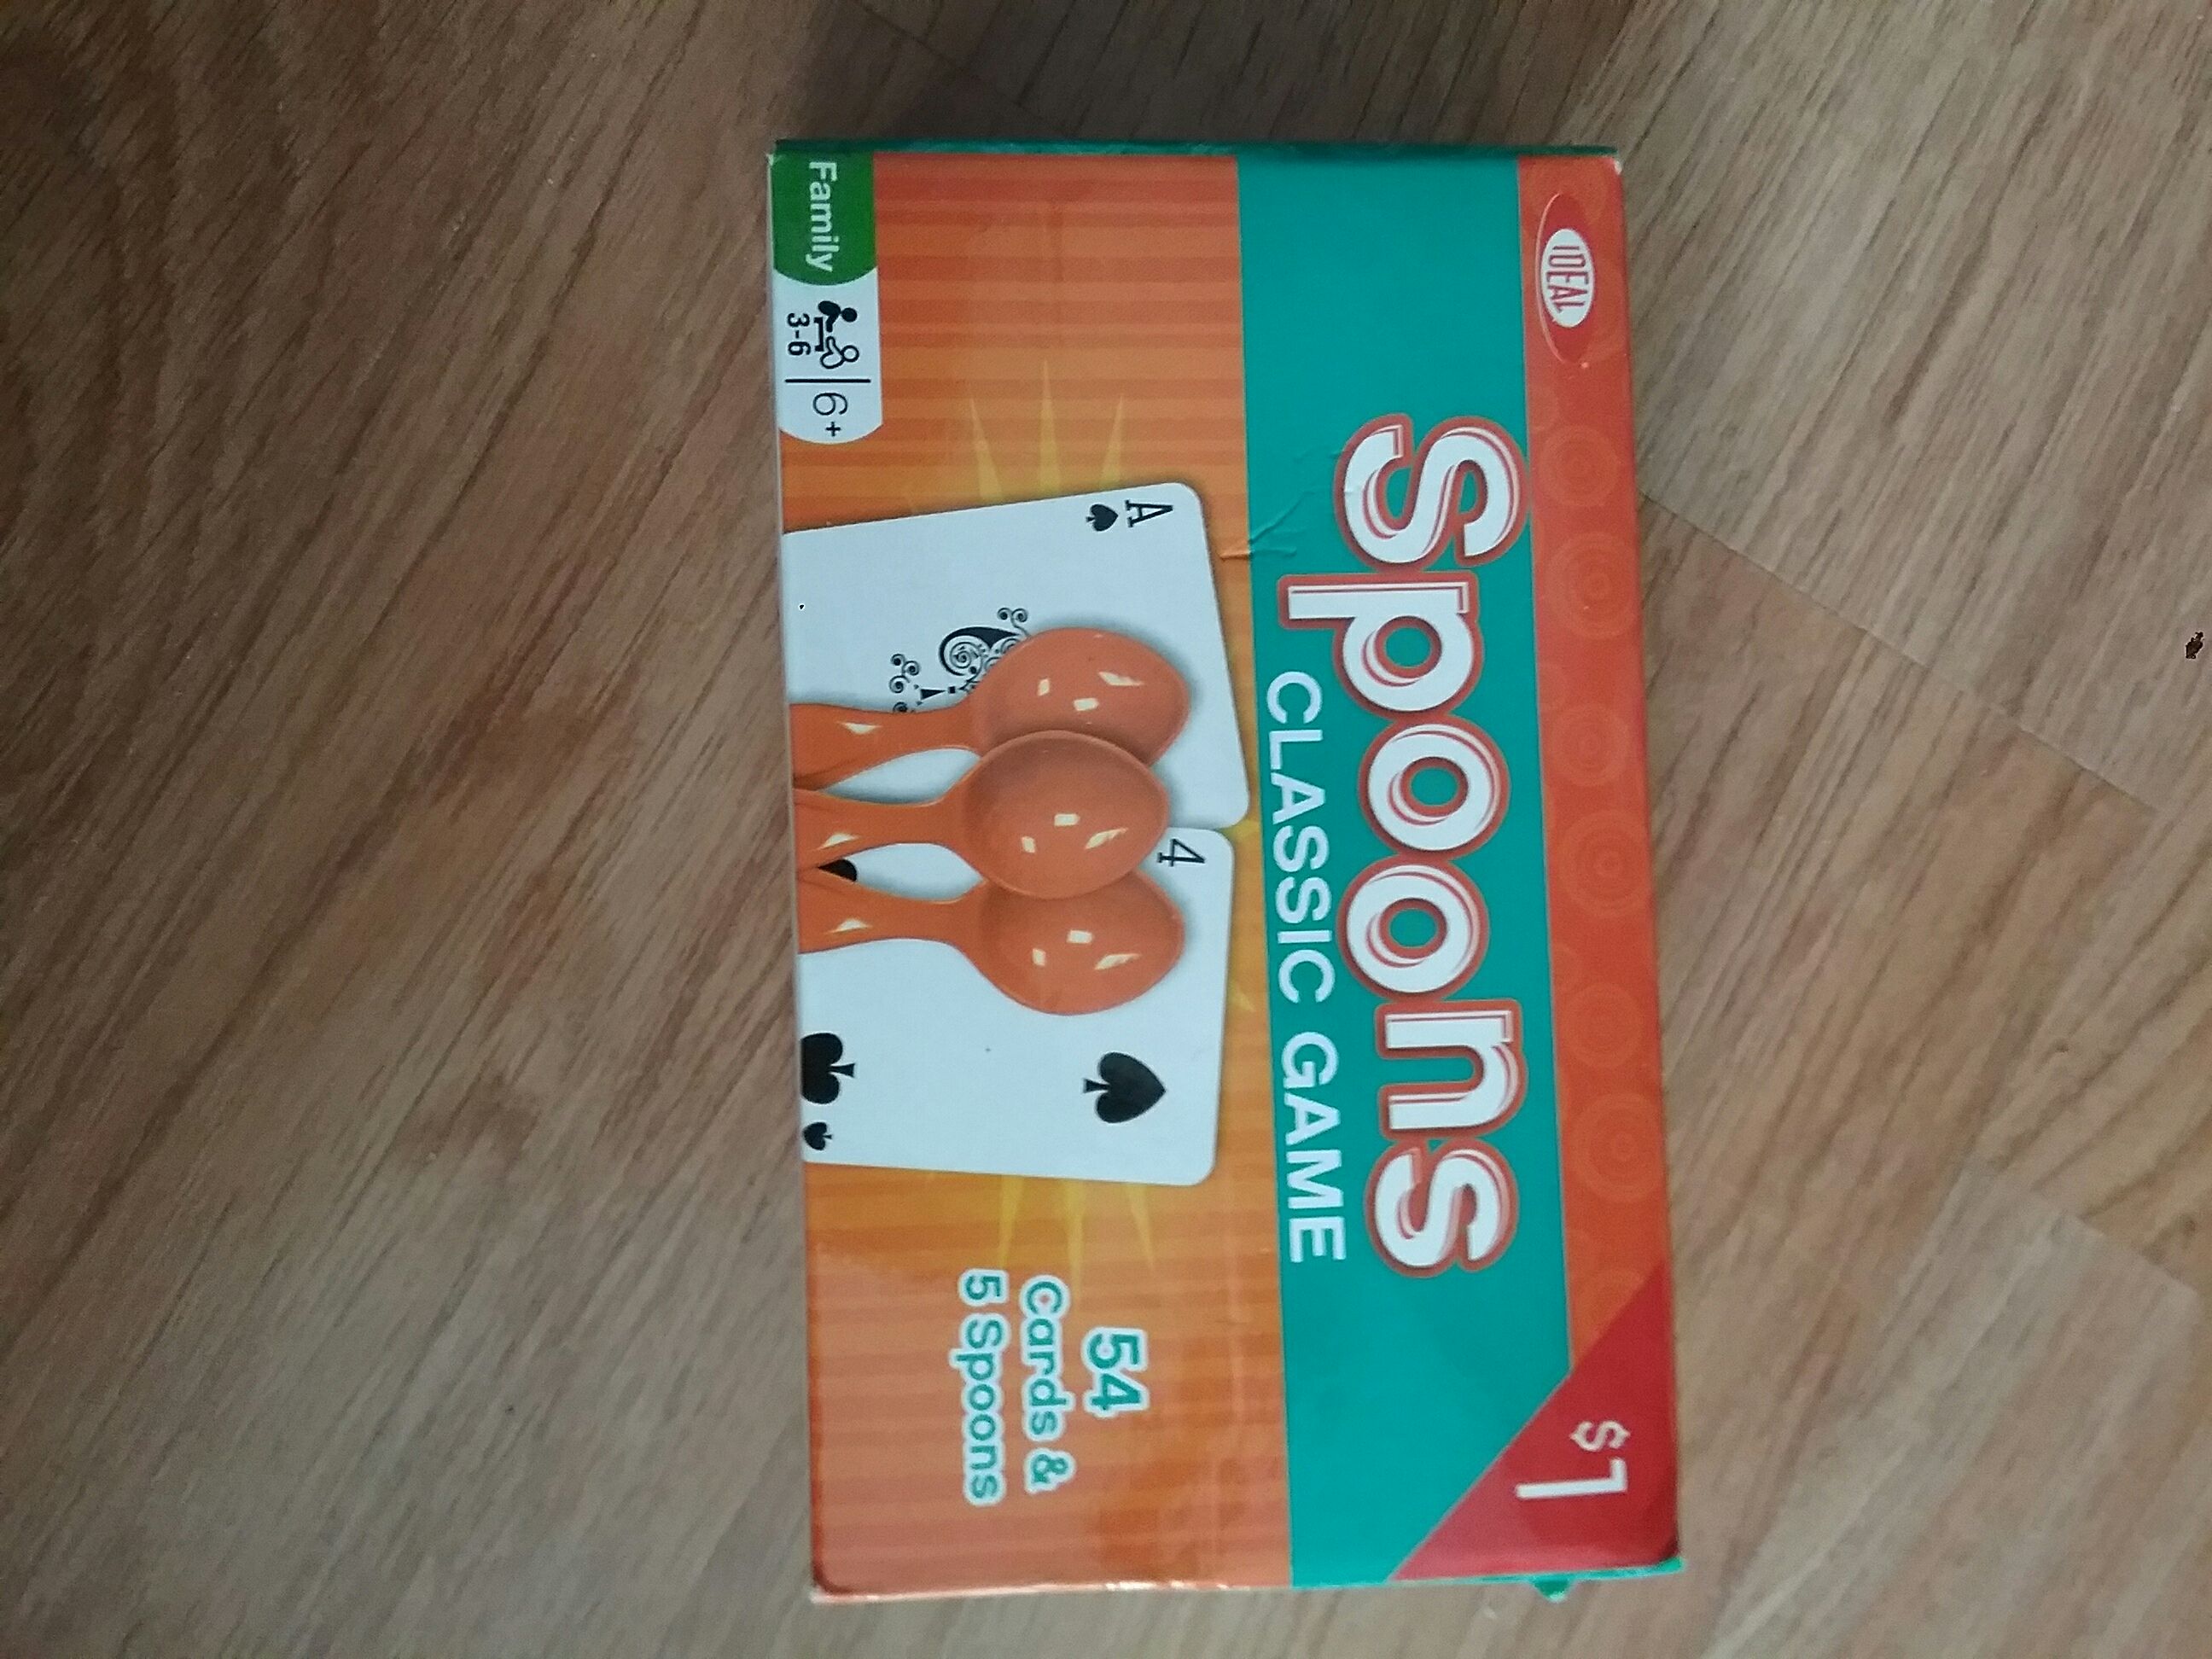 IDEAL
$1
Spoons
CLASSIC GAME
A
4
54
Cards &
5 Spoons
Family
3-6
6+